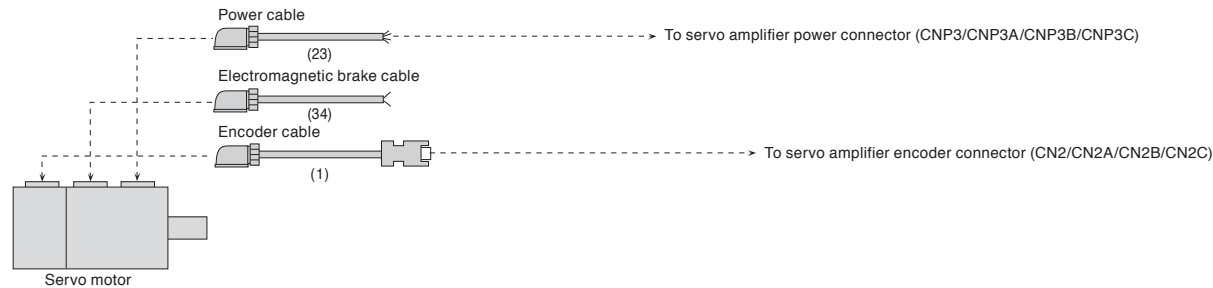 Power cable
To servo amplifier power connector (CNP3/CNP3A/CNP3B/CNP3C)
(23)
Electromagnetic brake cable
(34)
Encoder cable
To servo amplifier encoder connector (CN2/CN2A/CN2B/CN2C)
(1)
Servo motor